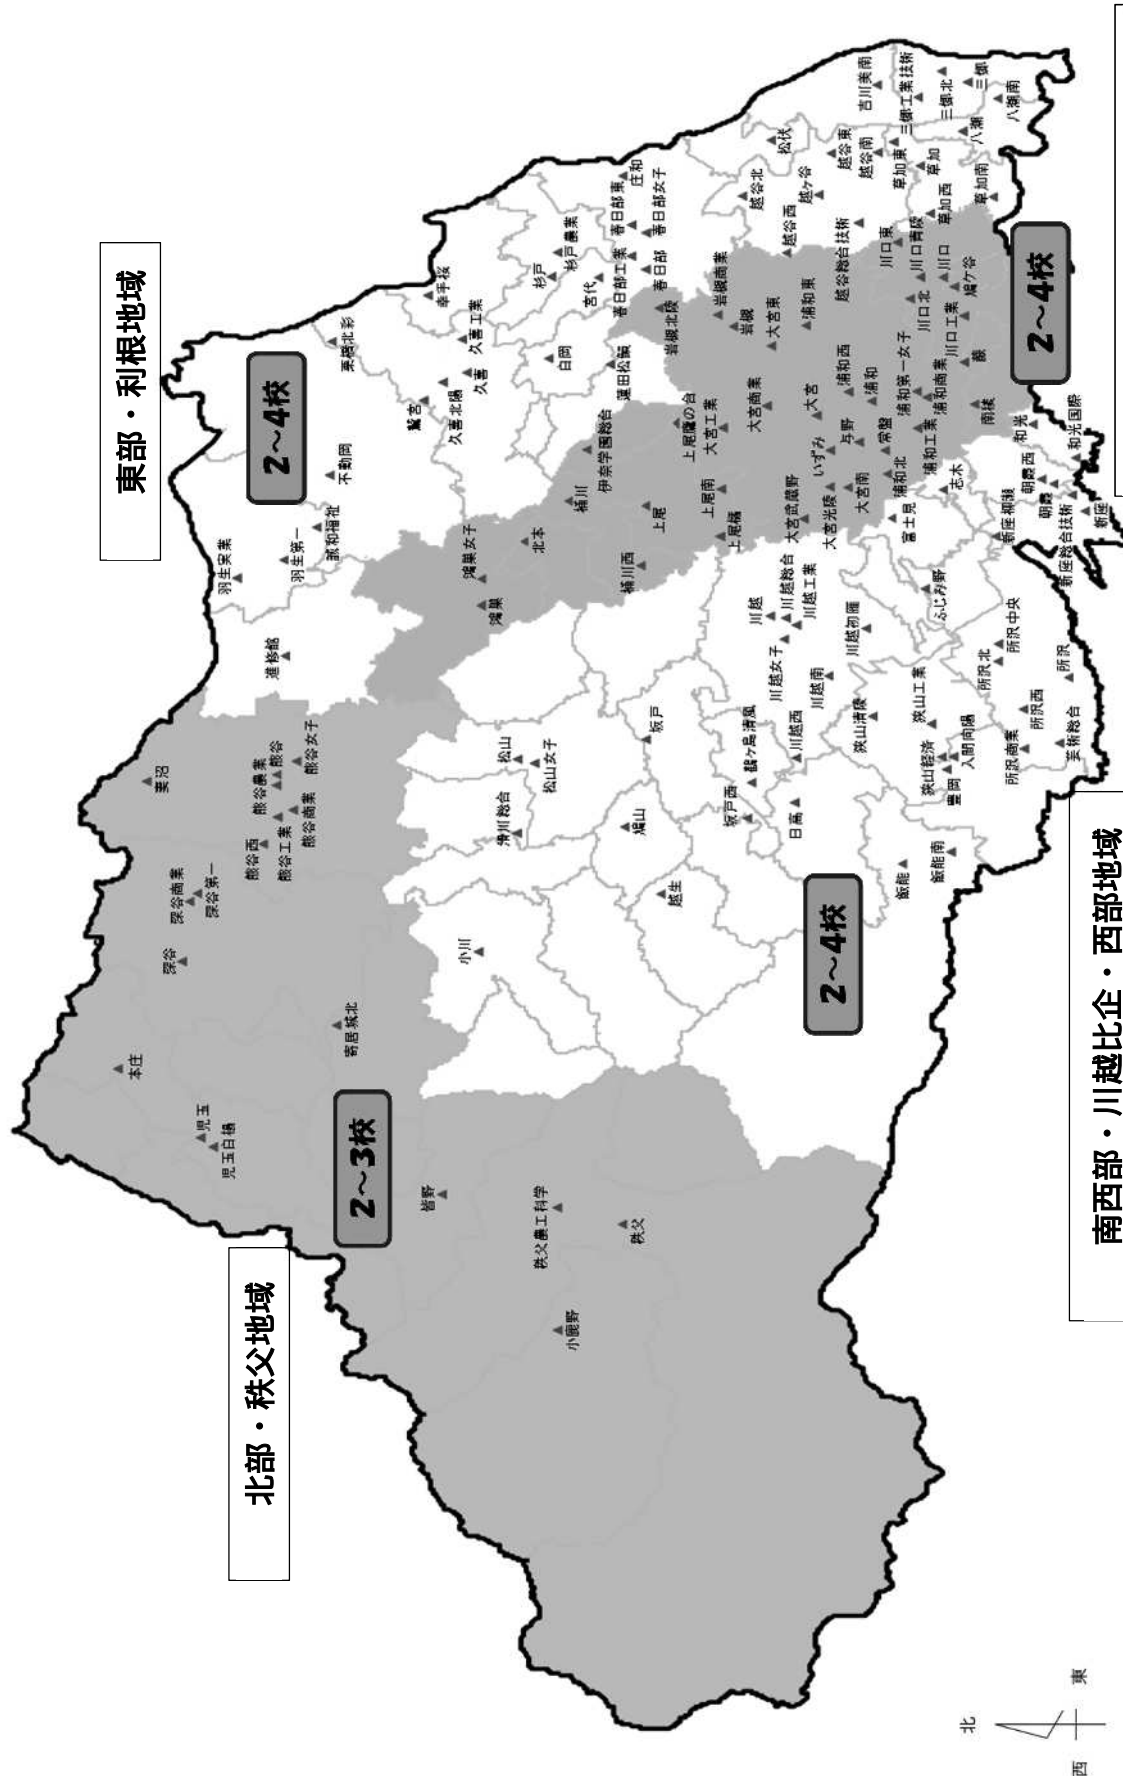 東部・利根地域
北部・秩父地域
南西部・川越比企・西部地域
2~4校
2~3校
2~4校
2~4校
北
西
東
本庄
児玉
児玉白楊
深谷
深谷商業
深谷第一
妻沼
熊谷西
熊谷農業
熊谷工業
熊谷
熊谷商業
熊谷女子
寄居城北
皆野
秩父農工科学
秩父
小鹿野
進修館
羽生実業
羽生第一
誠和福祉
不動岡
栗橋北彩
鷲宮
幸手桜
久喜北陽
久喜
久喜工業
白岡
杉戸
杉戸農業
宮代
蓮田松韻
春日部工業
春日部東
春日部
春日部女子
庄和
松伏
越谷北
越谷西
越ヶ谷
越谷東
越谷南
越谷総合技術
吉川美南
三郷工業技術
三郷北
三郷
八潮
八潮南
草加東
草加
草加西
草加南
鴻巣女子
鴻巣
北本
桶川
桶川西
伊奈学園総合
上尾
上尾鷹の台
上尾南
上尾橘
大宮工業
大宮商業
大宮武蔵野
大宮光陵
大宮南
大宮
大宮東
いずみ
与野
岩槻北陵
岩槻商業
岩槻
浦和東
浦和西
浦和
浦和第一女子
浦和商業
浦和工業
浦和北
常盤
川口東
川口青陵
川口北
川口
川口工業
鳩ケ谷
蕨
南稜
小川
滑川総合
松山
松山女子
鳩山
越生
坂戸
坂戸西
鶴ヶ島清風
日高
川越西
川越南
川越女子
川越
川越総合
川越工業
川越初雁
狭山清陵
狭山工業
狭山経済
豊岡
入間向陽
飯能
飯能南
所沢商業
所沢西
所沢北
所沢中央
所沢
芸術総合
ふじみ野
富士見
志木
新座柳瀬
新座総合技術
新座
朝霞西
朝霞
和光
和光国際